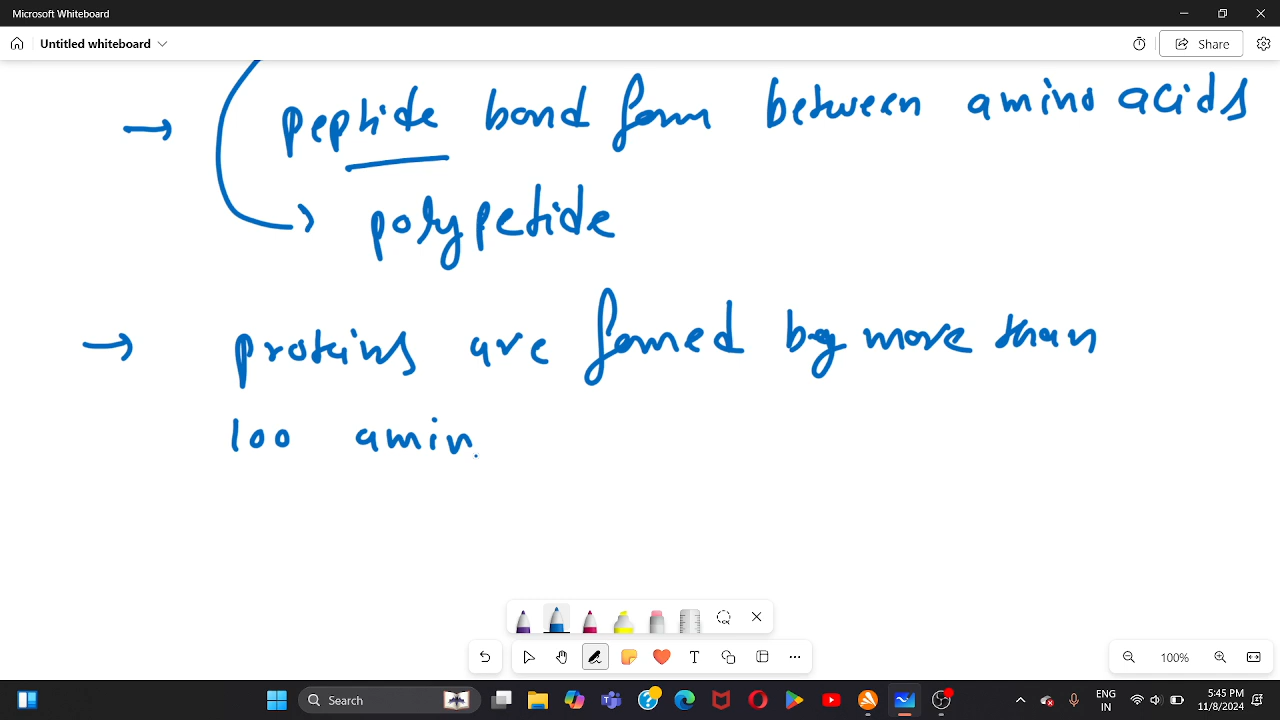 Microsoft Whiteboard
Untitled whiteboard
Share
→ peptide bond form between amino acids
polypetide
→ proteins are fomed by more than
100 amin
100%
Search
ENG
IN
5:45 PM
11/8/2024